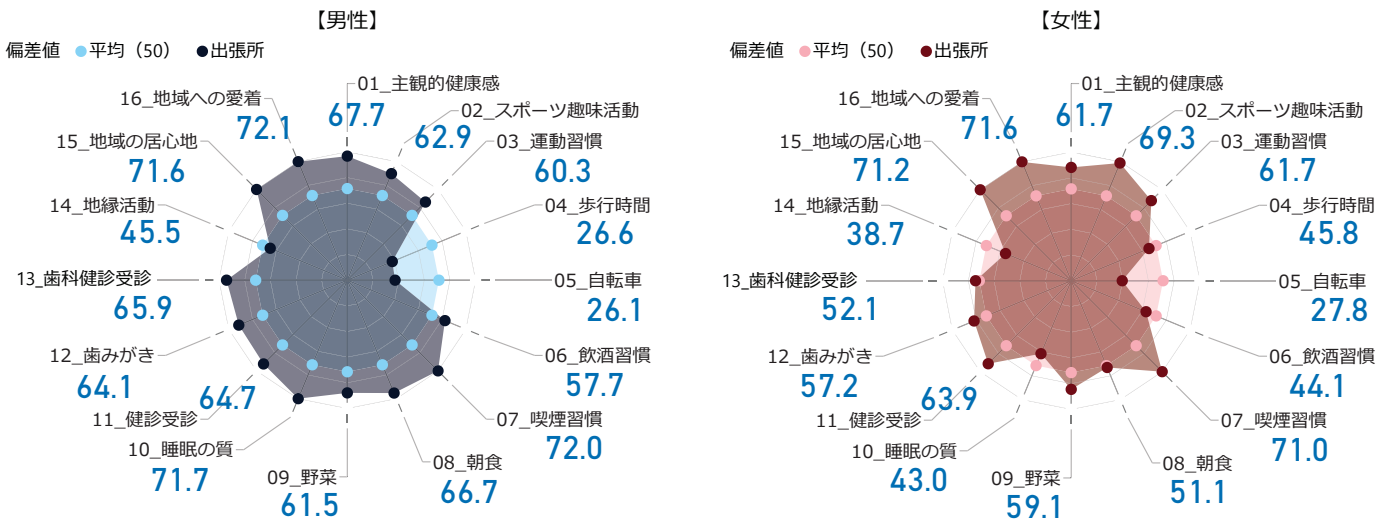 【男性】
偏差値 平均（50） 出張所
01_主観的健康感
67.7
02_スポーツ趣味活動
62.9
03_運動習慣
60.3
04_歩行時間
26.6
05_自転車
26.1
06_飲酒習慣
57.7
07_喫煙習慣
72.0
08_朝食
66.7
09_野菜
61.5
10_睡眠の質
71.7
11_健診受診
64.7
12_歯みがき
64.1
13_歯科健診受診
65.9
14_地縁活動
45.5
15_地域の居心地
71.6
16_地域への愛着
72.1
【女性】
偏差値 平均（50） 出張所
01_主観的健康感
61.7
02_スポーツ趣味活動
69.3
03_運動習慣
61.7
04_歩行時間
45.8
05_自転車
27.8
06_飲酒習慣
44.1
07_喫煙習慣
71.0
08_朝食
51.1
09_野菜
59.1
10_睡眠の質
43.0
11_健診受診
63.9
12_歯みがき
57.2
13_歯科健診受診
52.1
14_地縁活動
38.7
15_地域の居心地
71.2
16_地域への愛着
71.6